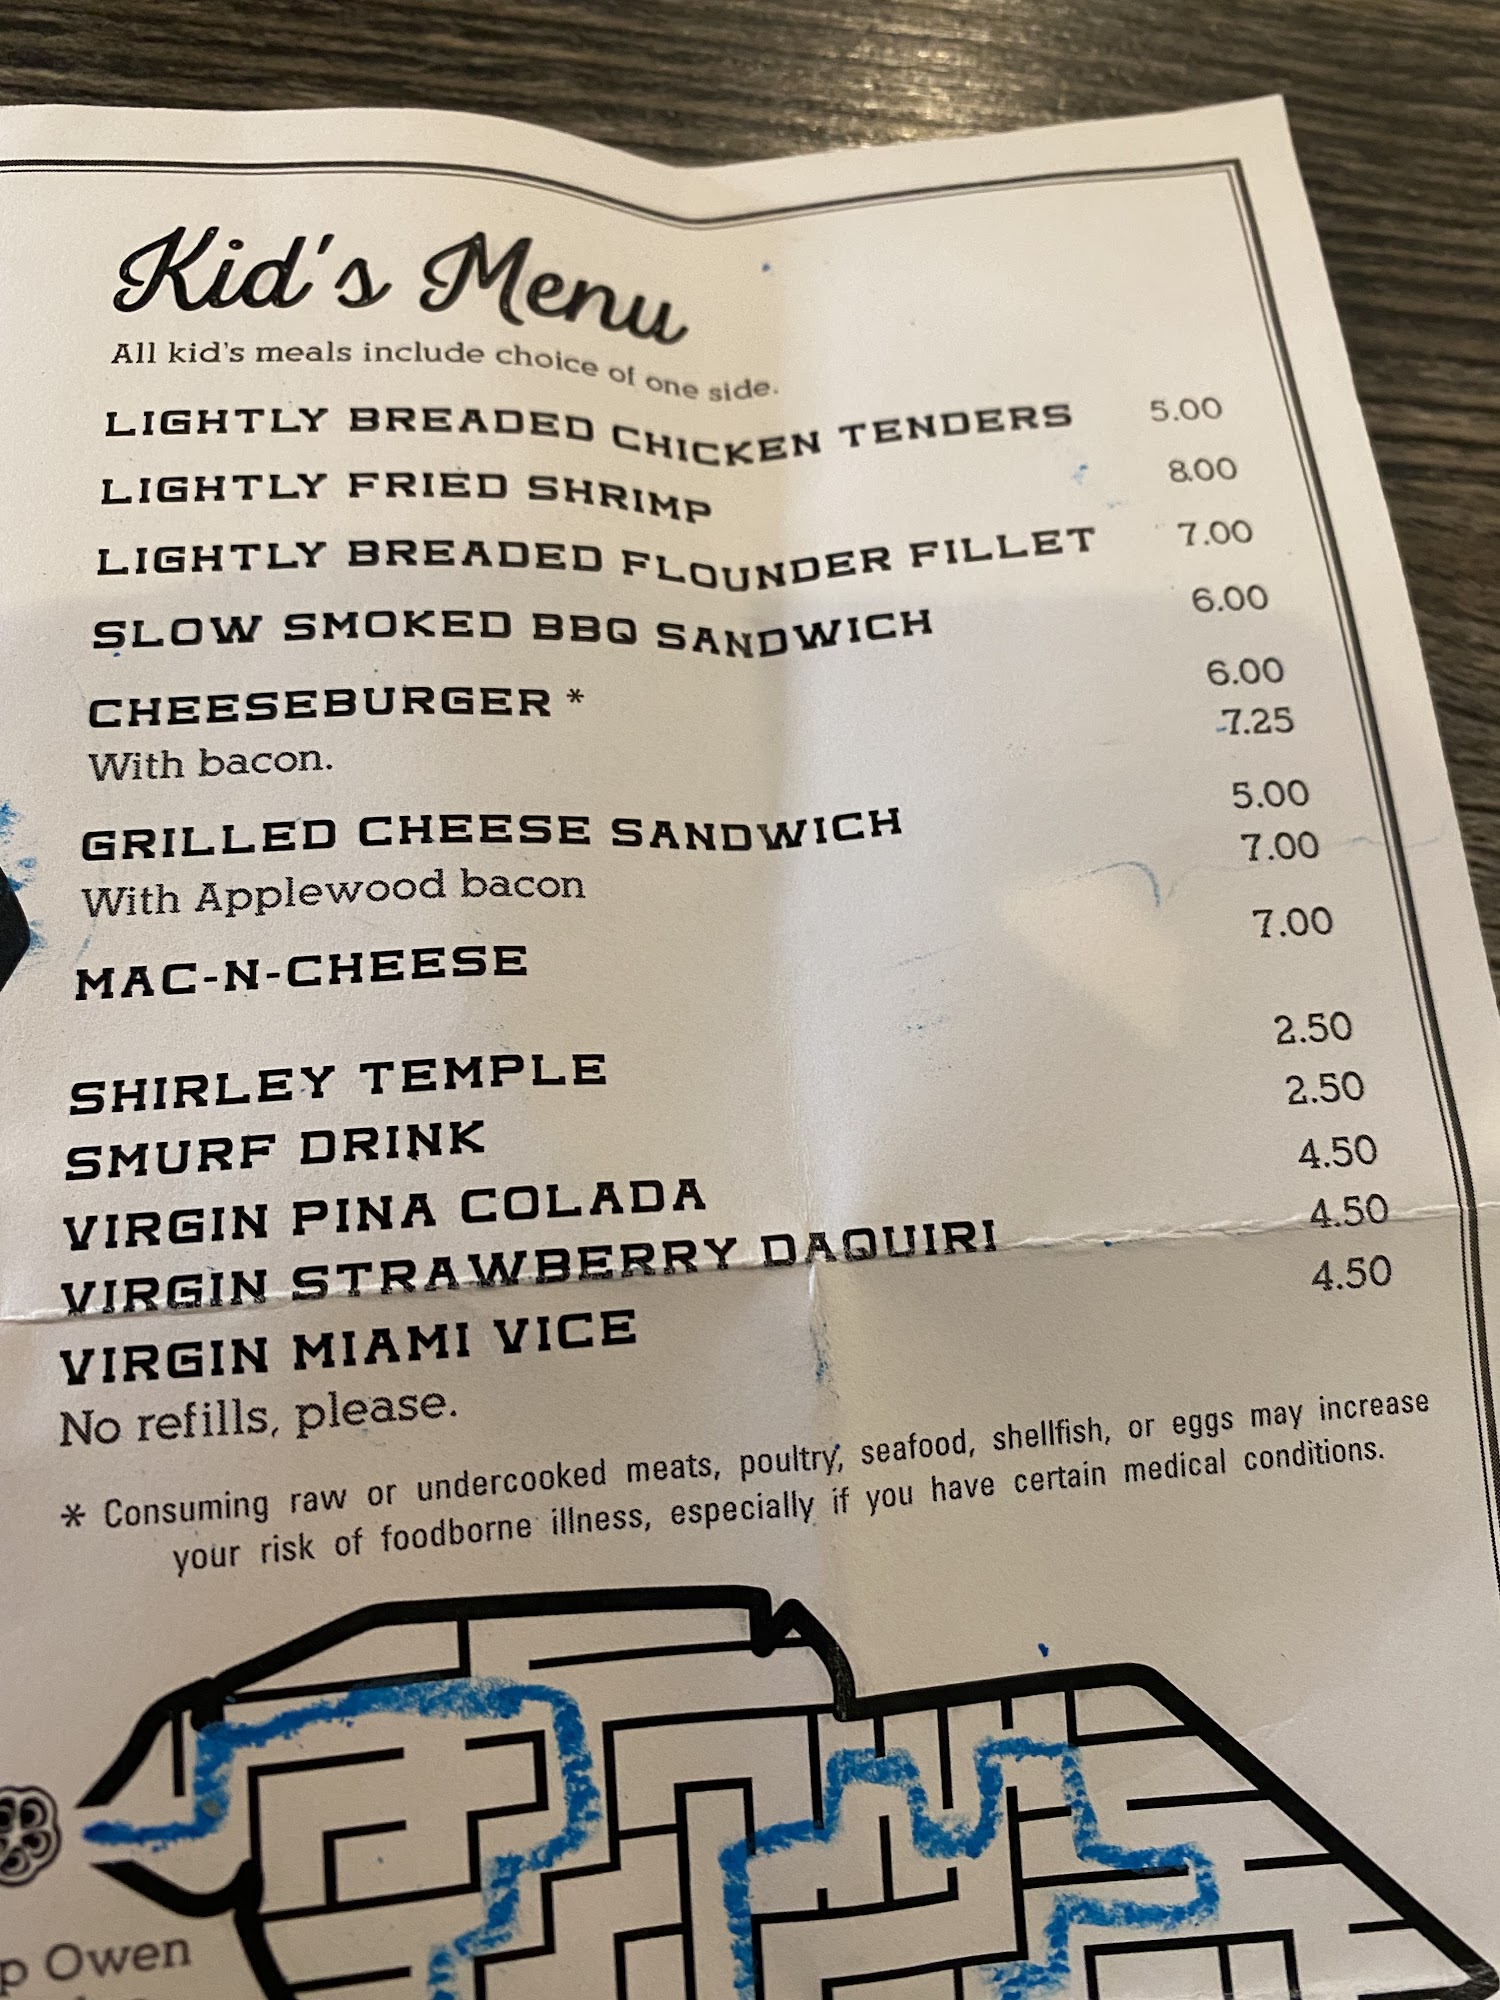 Kid's Menu
All kid's meals include choice of one side.
LIGHTLY BREADED CHICKEN TENDERS 5.00
LIGHTLY FRIED SHRIMP 8.00
LIGHTLY BREADED FLOUNDER FILLET 7.00
SLOW SMOKED BBQ SANDWICH 6.00
CHEESEBURGER * 6.00
With bacon. 7.25
GRILLED CHEESE SANDWICH 5.00
With Applewood bacon 7.00
MAC-N-CHEESE 7.00
SHIRLEY TEMPLE 2.50
SMURF DRINK 2.50
VIRGIN PINA COLADA 4.50
VIRGIN STRAWBERRY DAQUIRI 4.50
VIRGIN MIAMI VICE 4.50
No refills, please.
* Consuming raw or undercooked meats, poultry, seafood, shellfish, or eggs may increase
your risk of foodborne illness, especially if you have certain medical conditions.
Owen